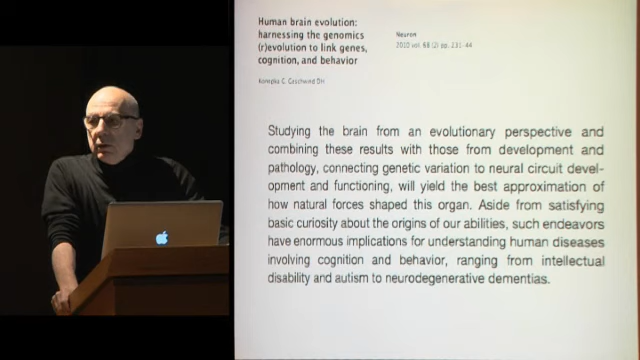 Human brain evolution:
harnessing the genomics
(r)evolution to link genes,
cognition, and behavior
Neuron
2010 vol. 68 (2) pp. 231-44
Konopka G, Geschwind DH
Studying the brain from an evolutionary perspective and
combining these results with those from development and
pathology, connecting genetic variation to neural circuit devel-
opment and functioning, will yield the best approximation of
how natural forces shaped this organ. Aside from satisfying
basic curiosity about the origins of our abilities, such endeavors
have enormous implications for understanding human diseases
involving cognition and behavior, ranging from intellectual
disability and autism to neurodegenerative dementias.